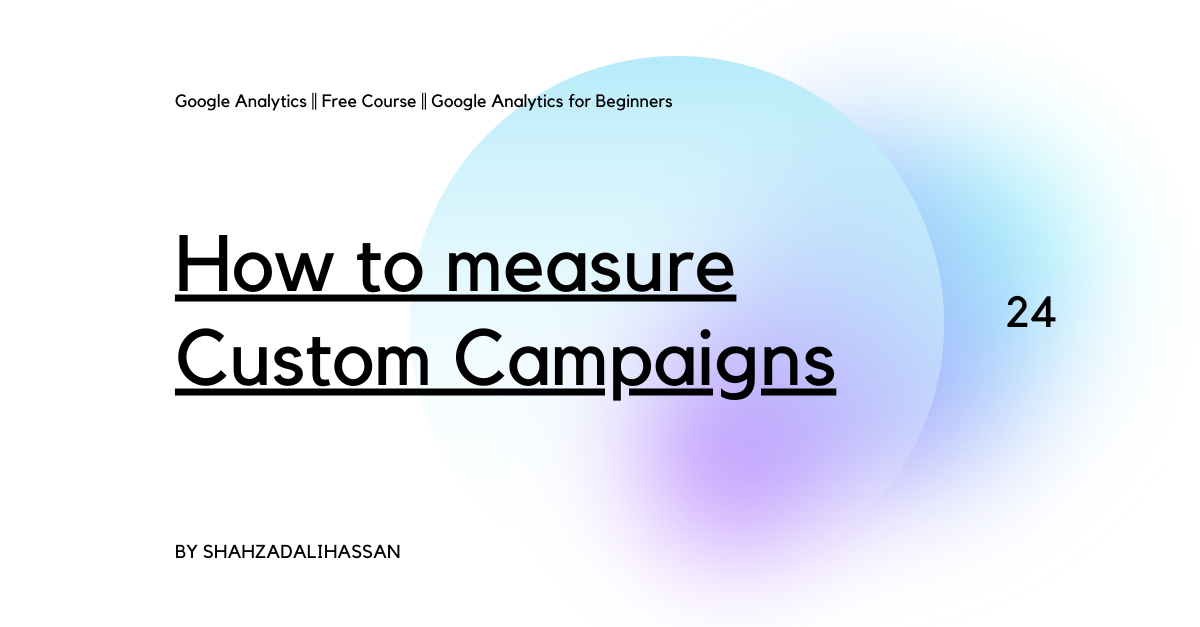 Google Analytics || Free Course || Google Analytics for Beginners
How to measure
Custom Campaigns
24
BY SHAHZADALIHASSAN